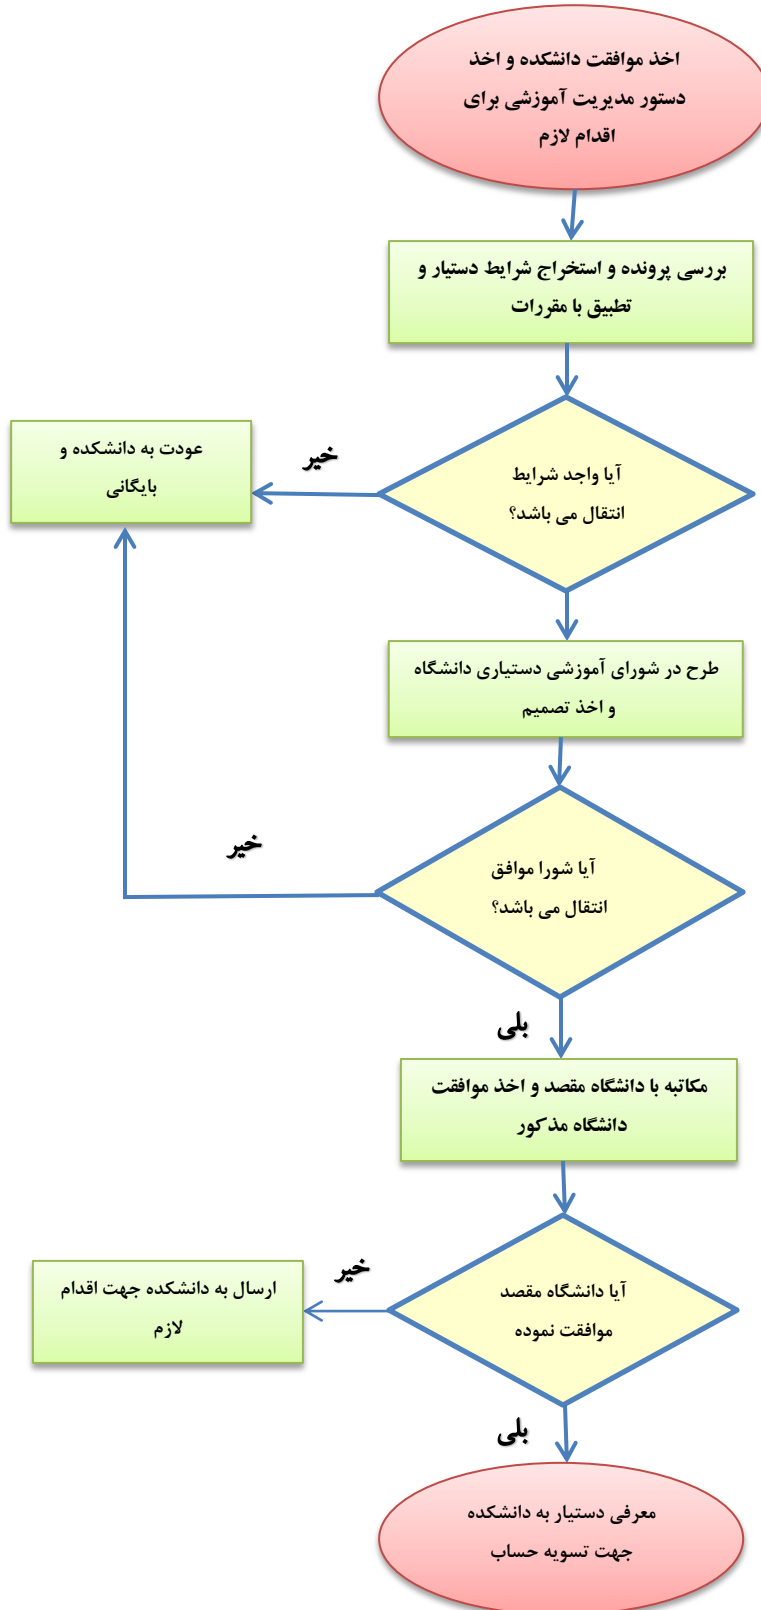 اخذ موافقت دانشکده و اخذ
دستور مدیریت آموزشی برای
اقدام لازم
بررسی پرونده و استخراج شرایط دستیار و
تطبیق با مقررات
آیا واجد شرایط
انتقال می باشد؟
خیر
عودت به دانشکده و
بایگانی
طرح در شورای آموزشی دستیاری دانشگاه
و اخذ تصمیم
آیا شورا موافق
انتقال می باشد؟
خیر
بلی
مکاتبه با دانشگاه مقصد و اخذ موافقت
دانشگاه مذکور
آیا دانشگاه مقصد
موافقت نموده
خیر
ارسال به دانشکده جهت اقدام
لازم
بلی
معرفی دستیار به دانشکده
جهت تسویه حساب